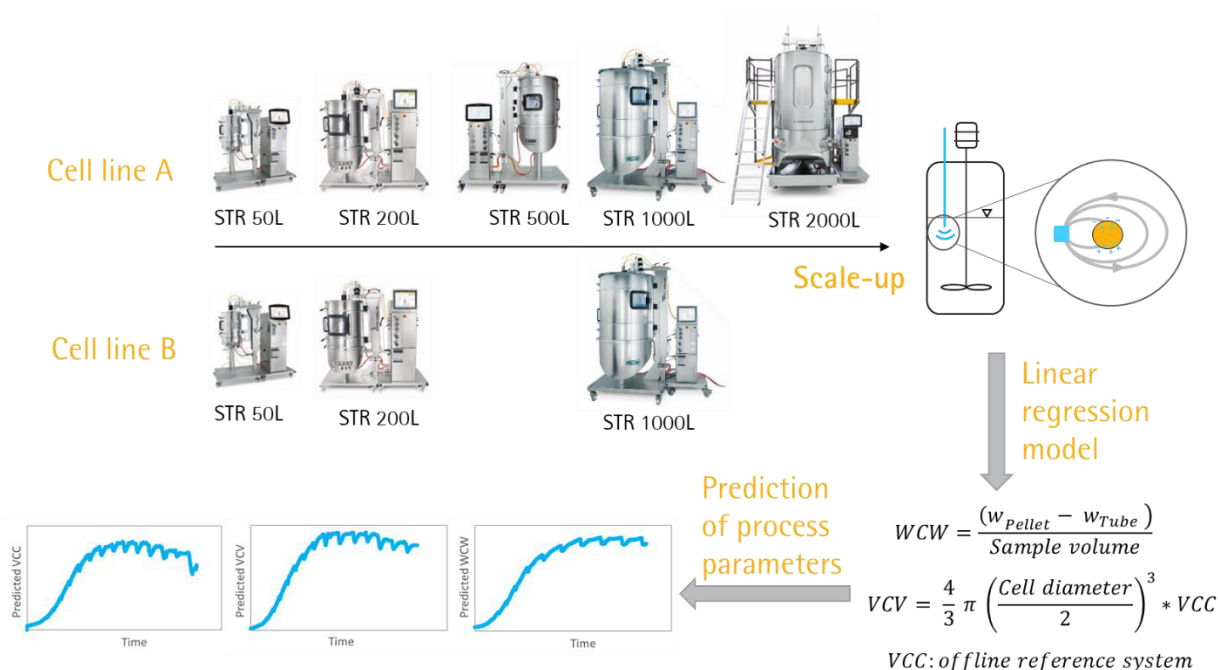 Cell line A
STR 50L
STR 200L
STR 500L
STR 1000L
STR 2000L
Scale-up
Cell line B
STR 50L
STR 200L
STR 1000L
Linear
regression
model
Prediction
of process
parameters
Predicted VCC
Time
Predicted VCV
Time
Predicted WCW
Time
WCW = (w_Pellet − w_Tube) / Sample volume
VCV = 4/3 π (Cell diameter / 2)^3 * VCC
VCC: offline reference system